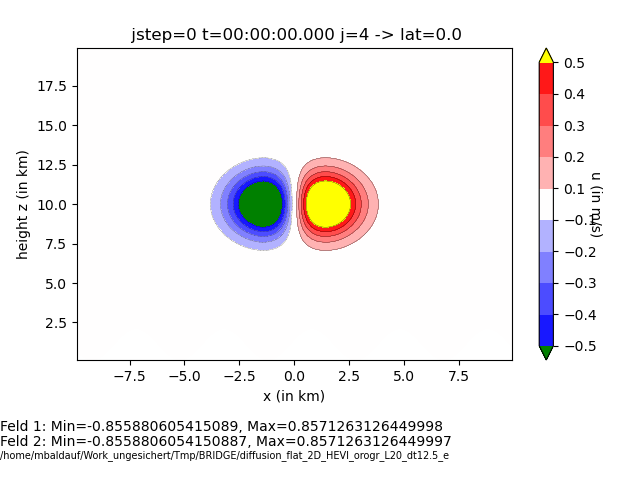 jstep=0 t=00:00:00.000 j=4 -> lat=0.0
17.5
15.0
12.5
10.0
7.5
5.0
2.5
height z (in km)
−7.5 −5.0 −2.5 0.0 2.5 5.0 7.5
x (in km)
0.5
0.4
0.3
0.2
0.1
−0.1
−0.2
−0.3
−0.4
−0.5
u (in m/s)
Feld 1: Min=-0.855880605415089, Max=0.8571263126449998
Feld 2: Min=-0.8558806054150887, Max=0.8571263126449997
/home/mbaldauf/Work_ungesichert/Tmp/BRIDGE/diffusion_flat_2D_HEVI_orogr_L20_dt12.5_e